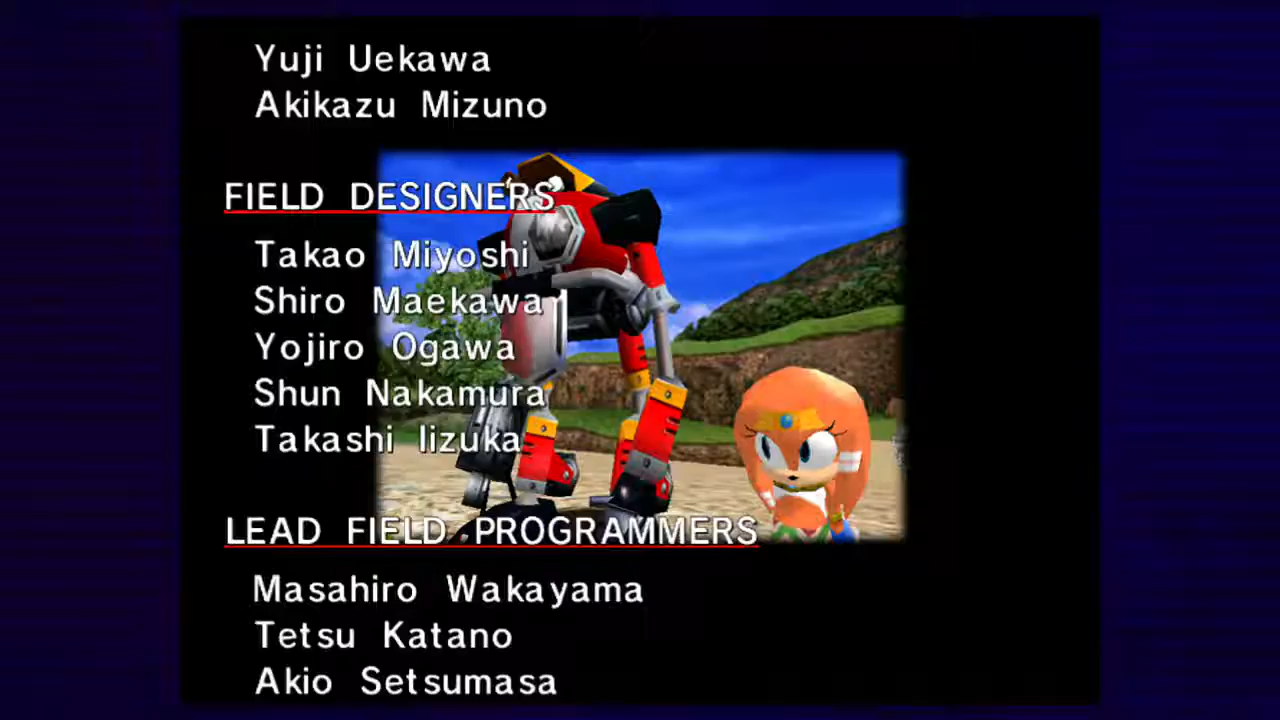 Yuji Uekawa
Akikazu Mizuno
FIELD DESIGNERS
Takao Miyoshi
Shiro Maekawa
Yojiro Ogawa
Shun Nakamura
Takashi Iizuka
LEAD FIELD PROGRAMMERS
Masahiro Wakayama
Tetsu Katano
Akio Setsumasa